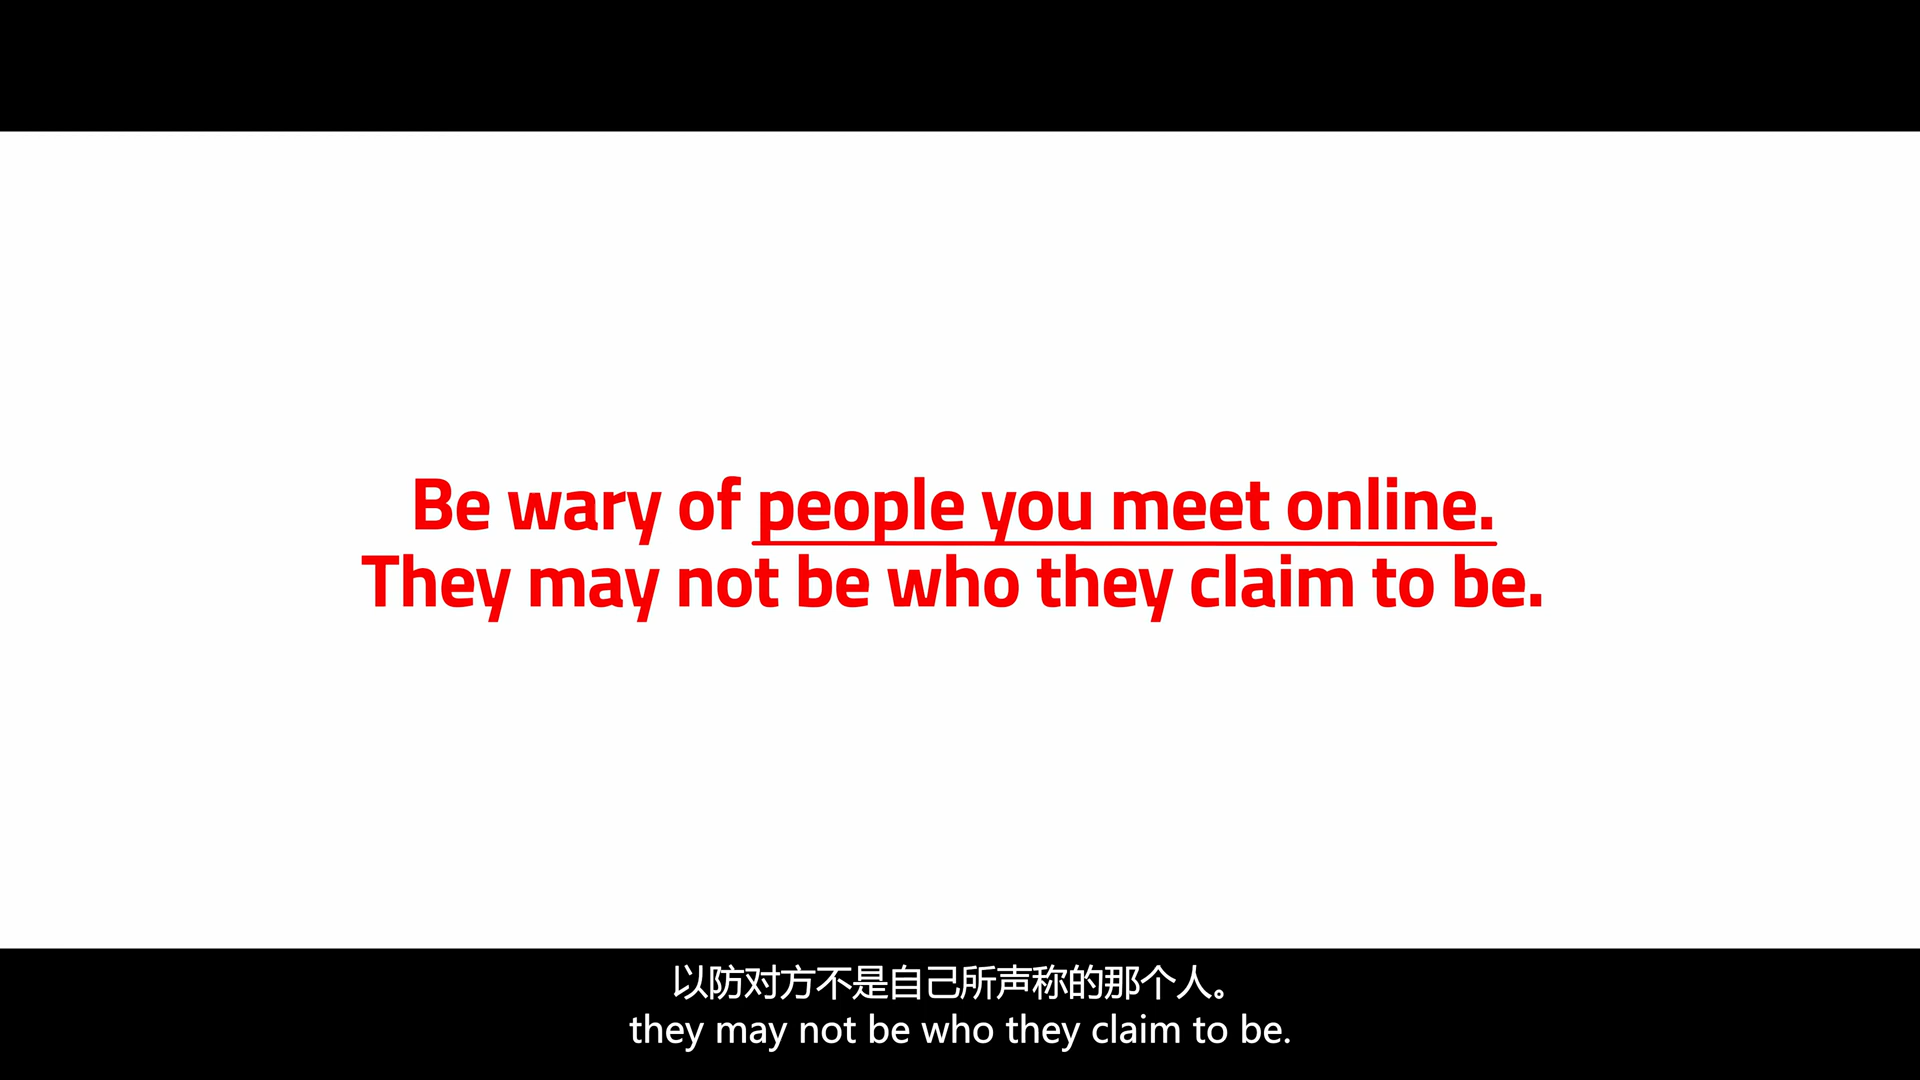 Be wary of people you meet online.
They may not be who they claim to be.
以防对方不是自己所声称的那个人。
they may not be who they claim to be.